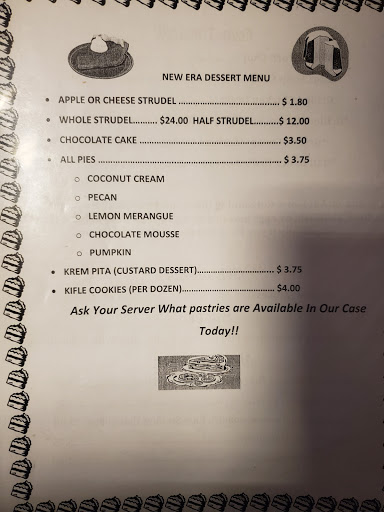 NEW ERA DESSERT MENU
• APPLE OR CHEESE STRUDEL ................................................ $ 1.80
• WHOLE STRUDEL.......... $24.00 HALF STRUDEL.........$ 12.00
• CHOCOLATE CAKE ................................................................ $3.50
• ALL PIES .............................................................................. $ 3.75
o COCONUT CREAM
o PECAN
o LEMON MERANGUE
o CHOCOLATE MOUSSE
o PUMPKIN
• KREM PITA (CUSTARD DESSERT)................................. $ 3.75
• KIFLE COOKIES (PER DOZEN)....................................... $4.00
Ask Your Server What pastries are Available In Our Case
Today!!